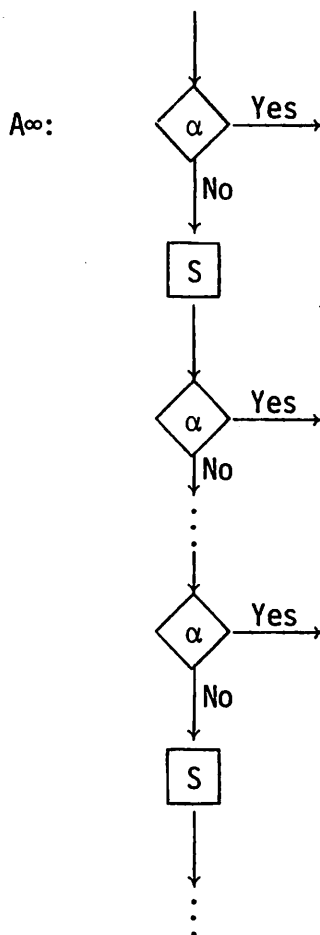 Yes
A∞: α
No
S
Yes
α
No
Yes
α
No
S